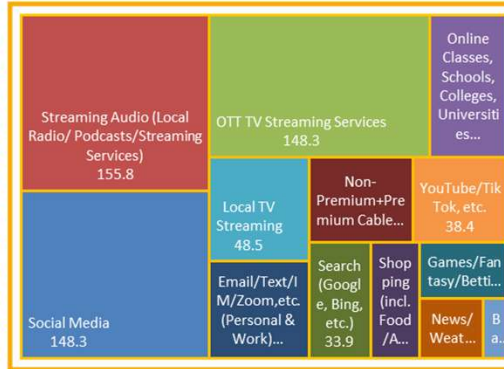 Streaming Audio (Local
Radio/ Podcasts/Streaming
Services)
155.8
Social Media
148.3
OTT TV Streaming Services
148.3
Online
Classes,
Schools,
Colleges,
Universiti
es...
Local TV
Streaming
48.5
Non-
Premium+Pre
mium Cable...
YouTube/Tik
Tok, etc.
38.4
Email/Text/I
M/Zoom,etc.
(Personal &
Work)...
Search
(Googl
e, Bing,
etc.)
33.9
Sho
pping
(incl.
Food
/A...
Games/Fan
tasy/Betti...
News/
Weat...
B
a...